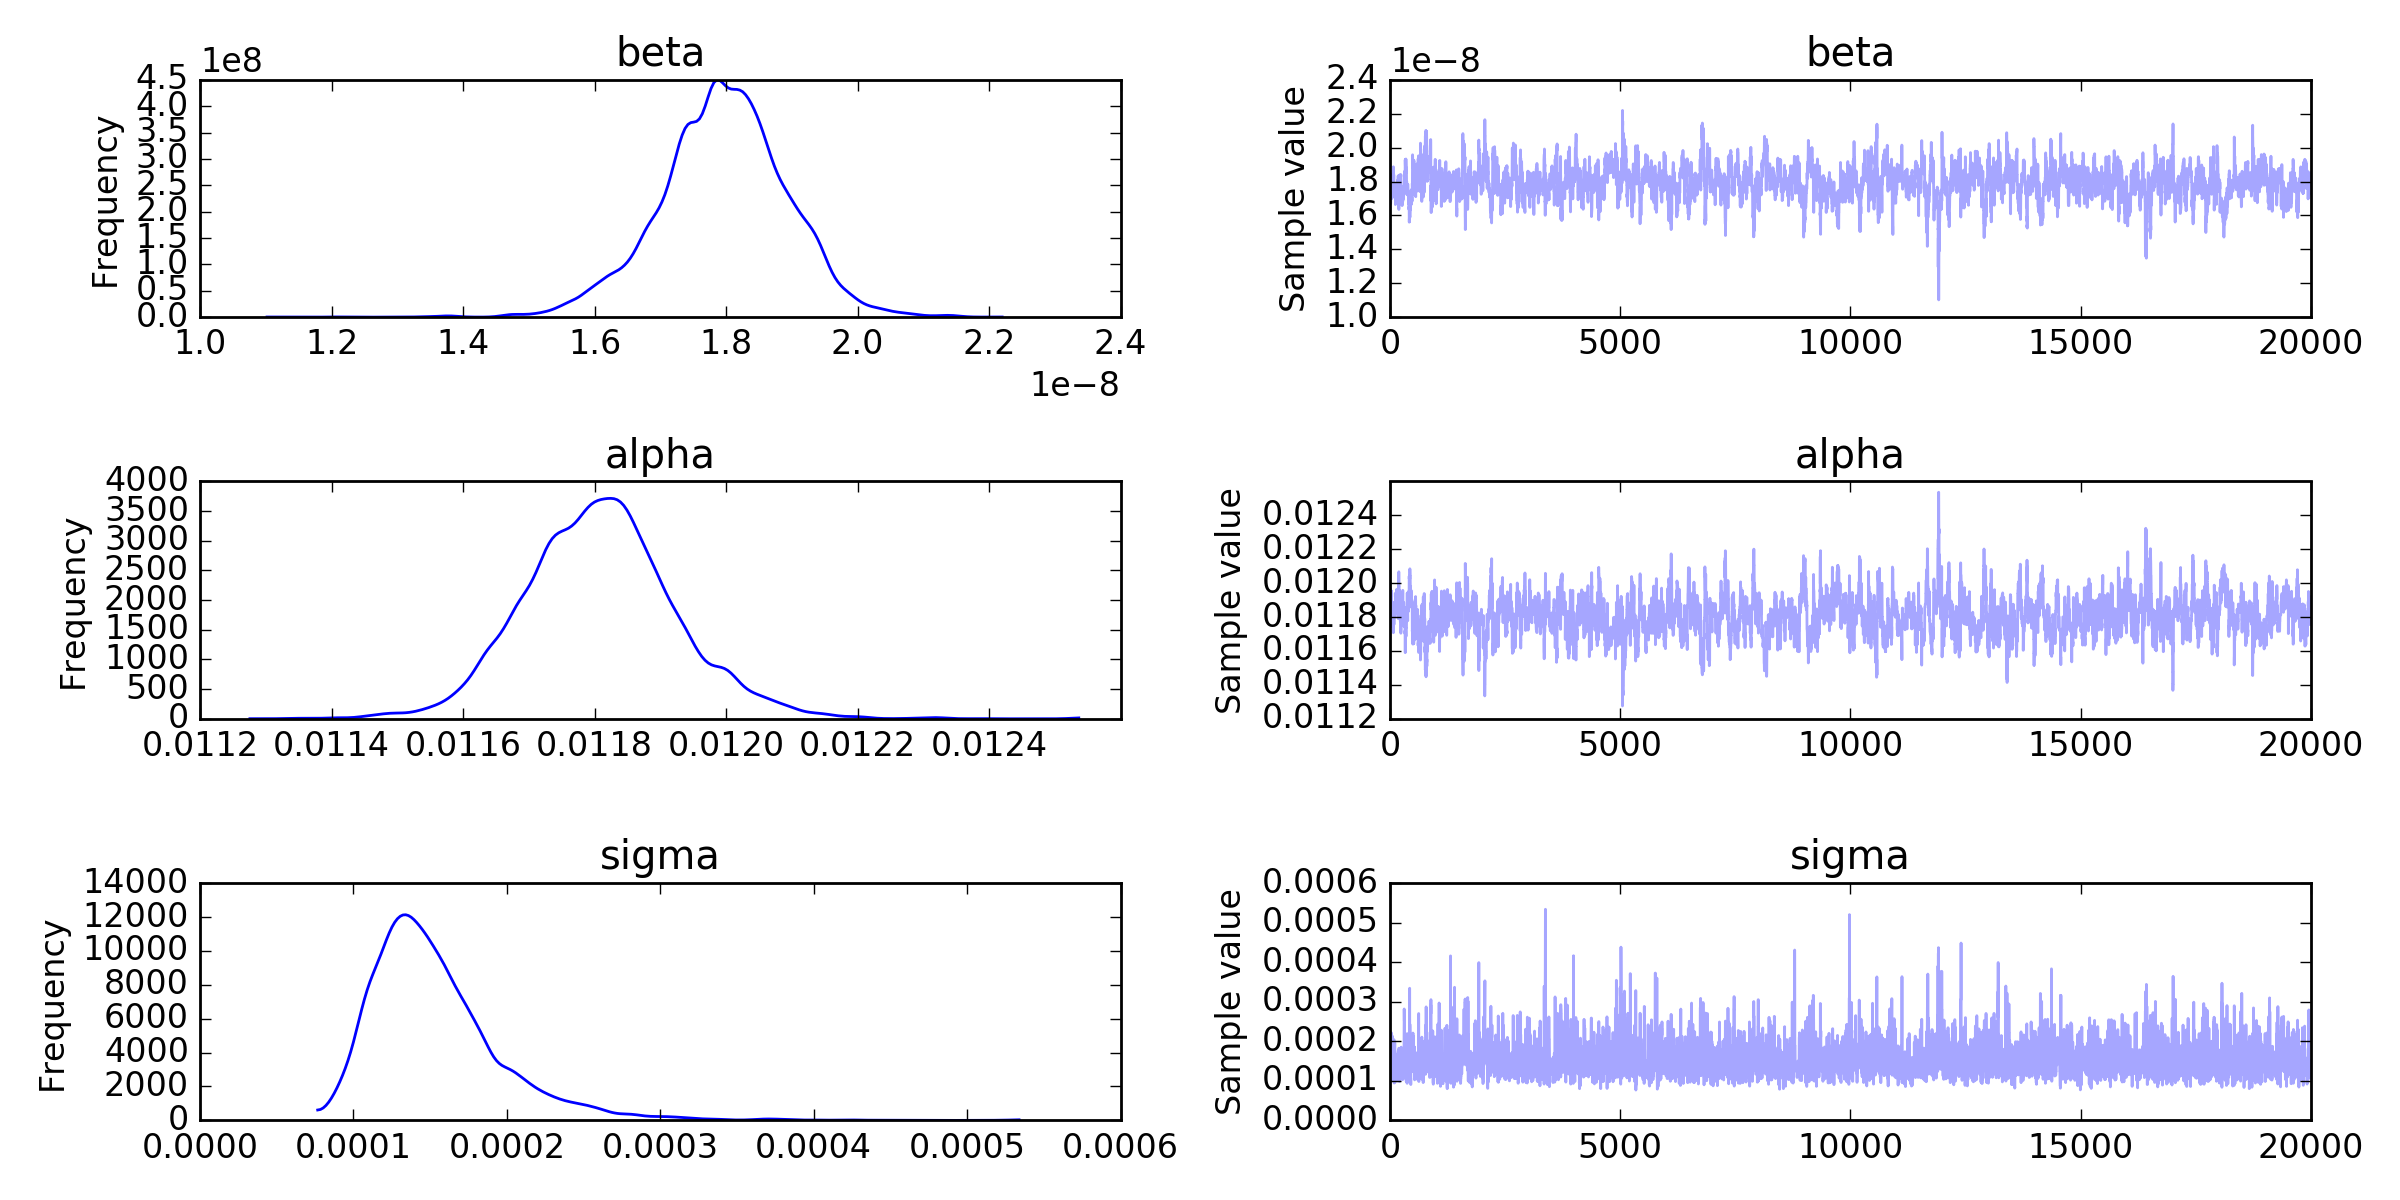 beta
1e8
4.5
4.0
3.5
3.0
2.5
2.0
1.5
1.0
0.5
0.0
Frequency
1.0 1.2 1.4 1.6 1.8 2.0 2.2 2.4
1e−8
beta
1e−8
2.4
2.2
2.0
1.8
1.6
1.4
1.2
1.0
Sample value
0 5000 10000 15000 20000
alpha
4000
3500
3000
2500
2000
1500
1000
500
0
Frequency
0.0112 0.0114 0.0116 0.0118 0.0120 0.0122 0.0124
alpha
0.0124
0.0122
0.0120
0.0118
0.0116
0.0114
0.0112
Sample value
0 5000 10000 15000 20000
sigma
14000
12000
10000
8000
6000
4000
2000
0
Frequency
0.0000 0.0001 0.0002 0.0003 0.0004 0.0005 0.0006
sigma
0.0006
0.0005
0.0004
0.0003
0.0002
0.0001
0.0000
Sample value
0 5000 10000 15000 20000